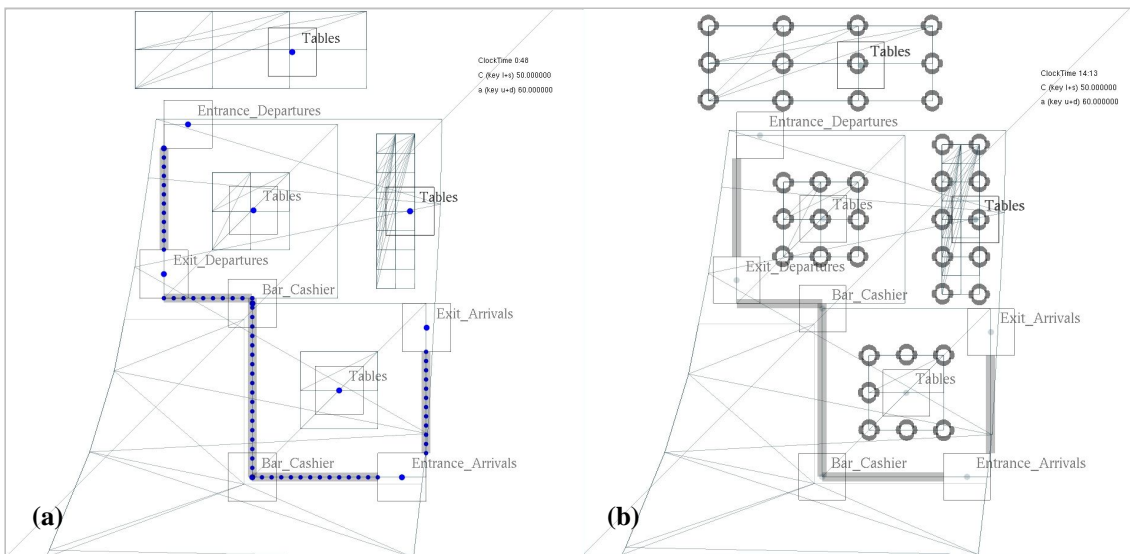 Tables
ClockTime 0:48
C (key l+s) 50.000000
a (key u+d) 60.000000
Entrance_Departures
Tables
Tables
Exit_Departures
Bar_Cashier
Exit_Arrivals
Tables
Bar_Cashier
Entrance_Arrivals
(a)
Tables
ClockTime 14:13
C (key l+s) 50.000000
a (key u+d) 60.000000
Entrance_Departures
Tables
Tables
Exit_Departures
Bar_Cashier
Exit_Arrivals
Tables
Bar_Cashier
Entrance_Arrivals
(b)